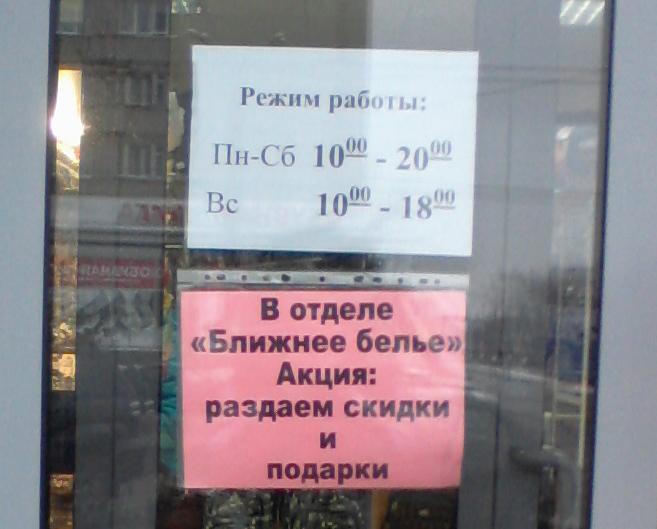 Режим работы:
Пн-Сб 10⁰⁰ - 20⁰⁰
Вс 10⁰⁰ - 18⁰⁰
В отделе
«Ближнее белье»
Акция:
раздаем скидки
и
подарки